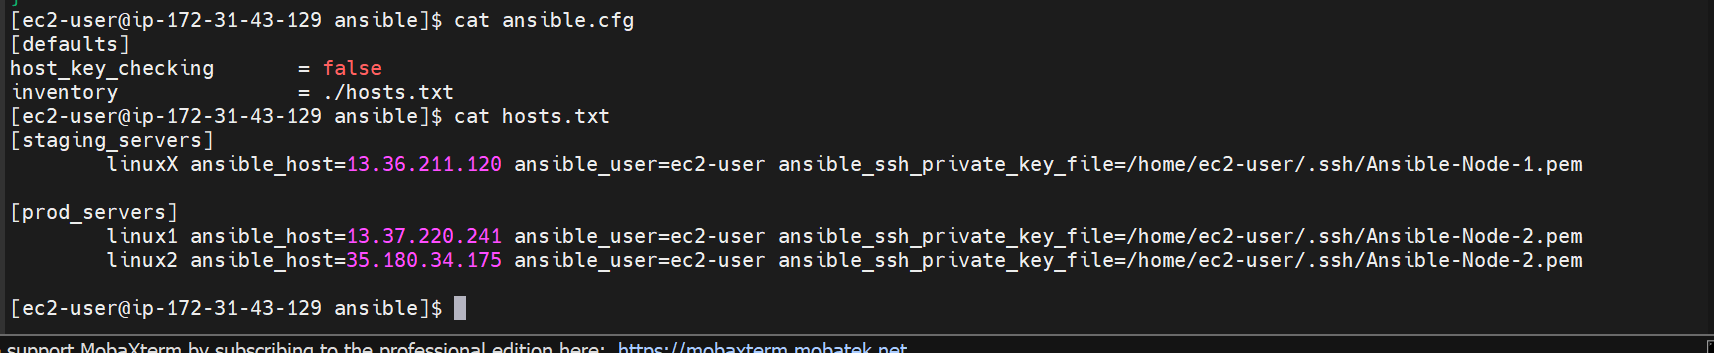 [ec2-user@ip-172-31-43-129 ansible]$ cat ansible.cfg
[defaults]
host_key_checking       = false
inventory               = ./hosts.txt
[ec2-user@ip-172-31-43-129 ansible]$ cat hosts.txt
[staging_servers]
        linuxX ansible_host=13.36.211.120 ansible_user=ec2-user ansible_ssh_private_key_file=/home/ec2-user/.ssh/Ansible-Node-1.pem
[prod_servers]
        linux1 ansible_host=13.37.220.241 ansible_user=ec2-user ansible_ssh_private_key_file=/home/ec2-user/.ssh/Ansible-Node-2.pem
        linux2 ansible_host=35.180.34.175 ansible_user=ec2-user ansible_ssh_private_key_file=/home/ec2-user/.ssh/Ansible-Node-2.pem
[ec2-user@ip-172-31-43-129 ansible]$
support MobaXterm by subscribing to the professional edition here: https://mobaxterm.mobatek.net